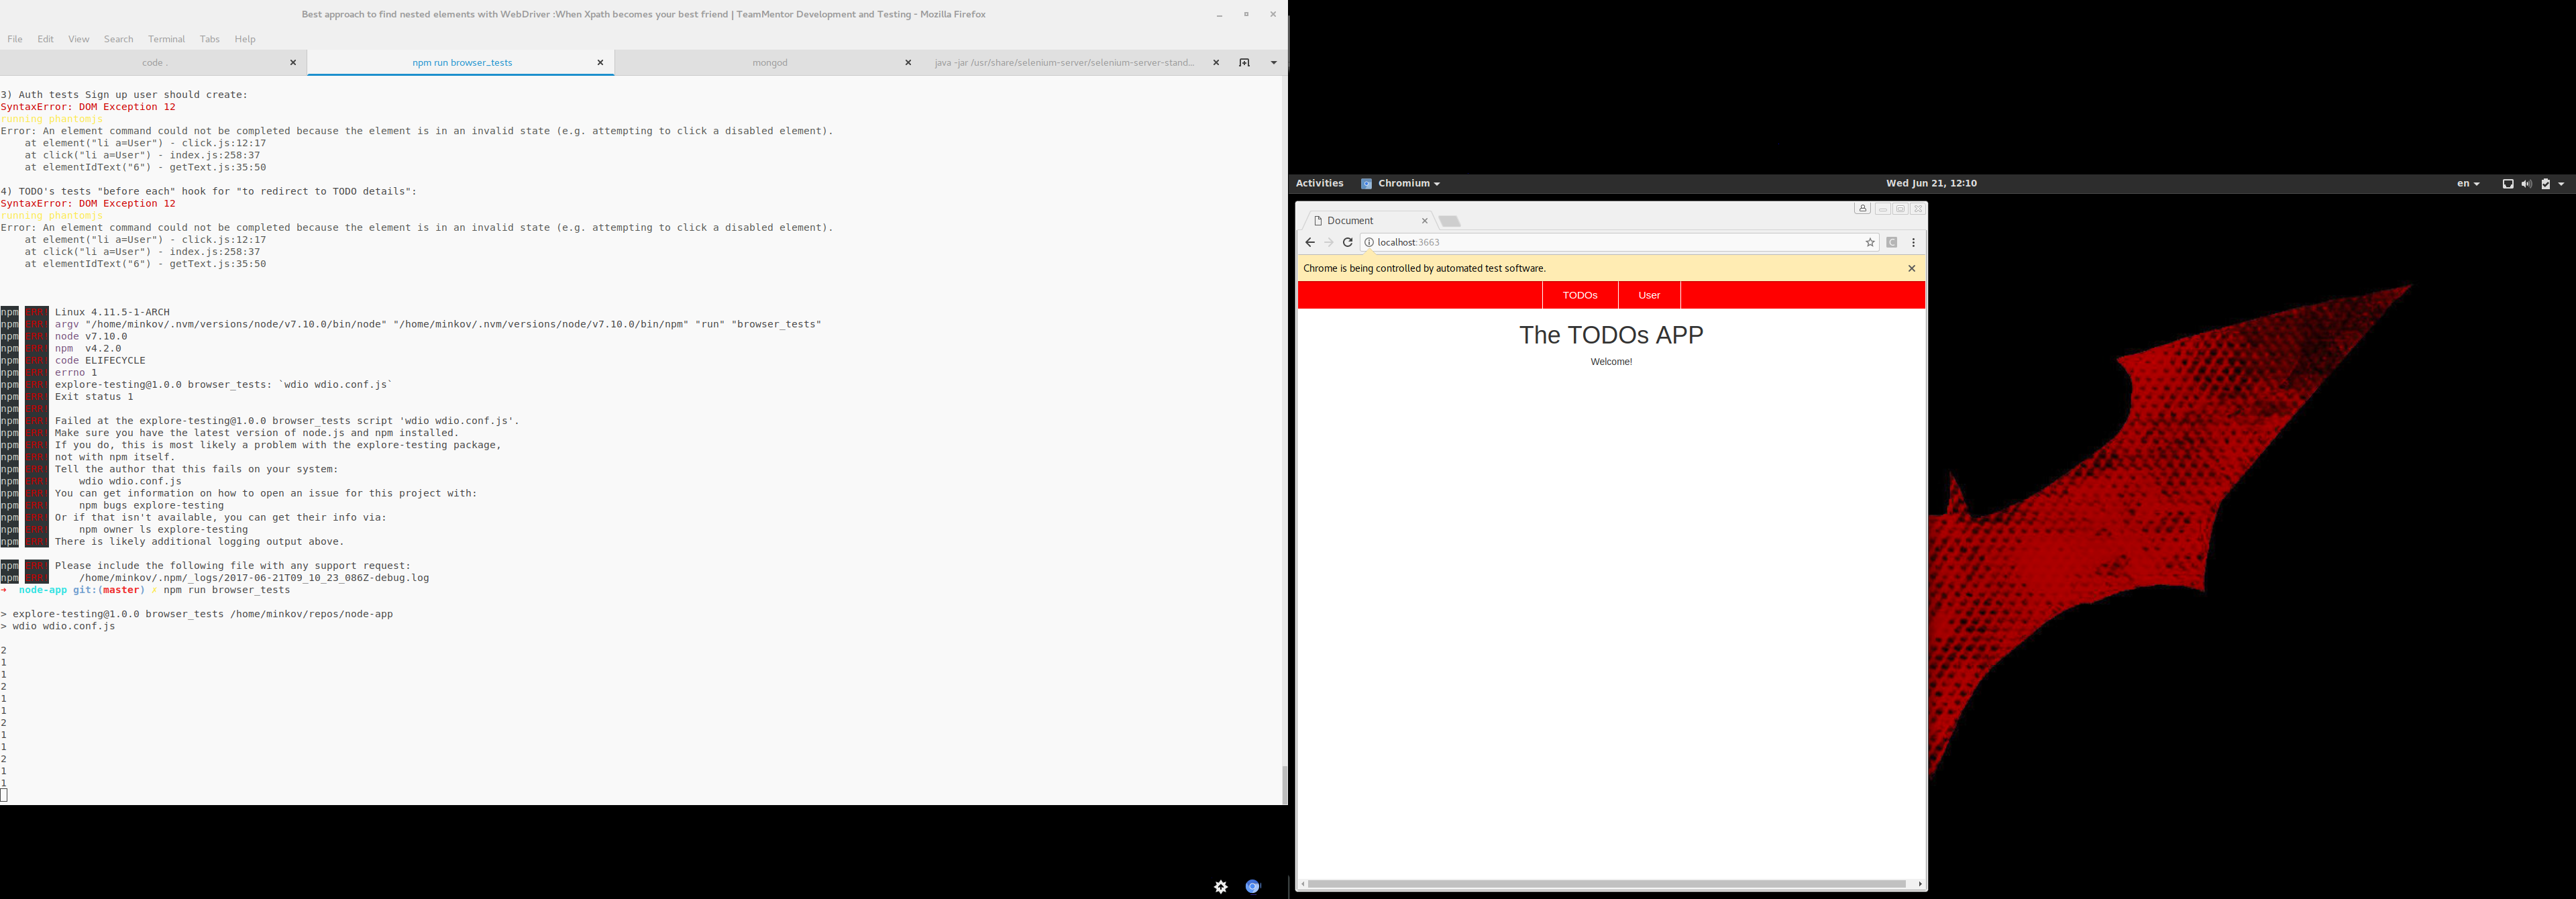 Best approach to find nested elements with WebDriver :When Xpath becomes your best friend | TeamMentor Development and Testing - Mozilla Firefox
File Edit View Search Terminal Tabs Help
code . npm run browser_tests mongod java -jar /usr/share/selenium-server/selenium-server-stand...
3) Auth tests Sign up user should create:
SyntaxError: DOM Exception 12
running phantomjs
Error: An element command could not be completed because the element is in an invalid state (e.g. attempting to click a disabled element).
at element("li a=User") - click.js:12:17
at click("li a=User") - index.js:258:37
at elementIdText("6") - getText.js:35:50
4) TODO's tests "before each" hook for "to redirect to TODO details":
SyntaxError: DOM Exception 12
running phantomjs
Error: An element command could not be completed because the element is in an invalid state (e.g. attempting to click a disabled element).
at element("li a=User") - click.js:12:17
at click("li a=User") - index.js:258:37
at elementIdText("6") - getText.js:35:50
npm ERR! Linux 4.11.5-1-ARCH
npm ERR! argv "/home/minkov/.nvm/versions/node/v7.10.0/bin/node" "/home/minkov/.nvm/versions/node/v7.10.0/bin/npm" "run" "browser_tests"
npm ERR! node v7.10.0
npm ERR! npm v4.2.0
npm ERR! code ELIFECYCLE
npm ERR! errno 1
npm ERR! explore-testing@1.0.0 browser_tests: `wdio wdio.conf.js`
npm ERR! Exit status 1
npm ERR!
npm ERR! Failed at the explore-testing@1.0.0 browser_tests script 'wdio wdio.conf.js'.
npm ERR! Make sure you have the latest version of node.js and npm installed.
npm ERR! If you do, this is most likely a problem with the explore-testing package,
npm ERR! not with npm itself.
npm ERR! Tell the author that this fails on your system:
npm ERR! wdio wdio.conf.js
npm ERR! You can get information on how to open an issue for this project with:
npm ERR! npm bugs explore-testing
npm ERR! Or if that isn't available, you can get their info via:
npm ERR! npm owner ls explore-testing
npm ERR! There is likely additional logging output above.
npm ERR! Please include the following file with any support request:
npm ERR! /home/minkov/.npm/_logs/2017-06-21T09_10_23_086Z-debug.log
➜ node-app git:(master) ✗ npm run browser_tests
> explore-testing@1.0.0 browser_tests /home/minkov/repos/node-app
> wdio wdio.conf.js
2
1
1
2
1
1
2
1
1
2
1
1
Activities Chromium Wed Jun 21, 12:10 en
Document
localhost:3663
Chrome is being controlled by automated test software.
TODOs User
The TODOs APP
Welcome!